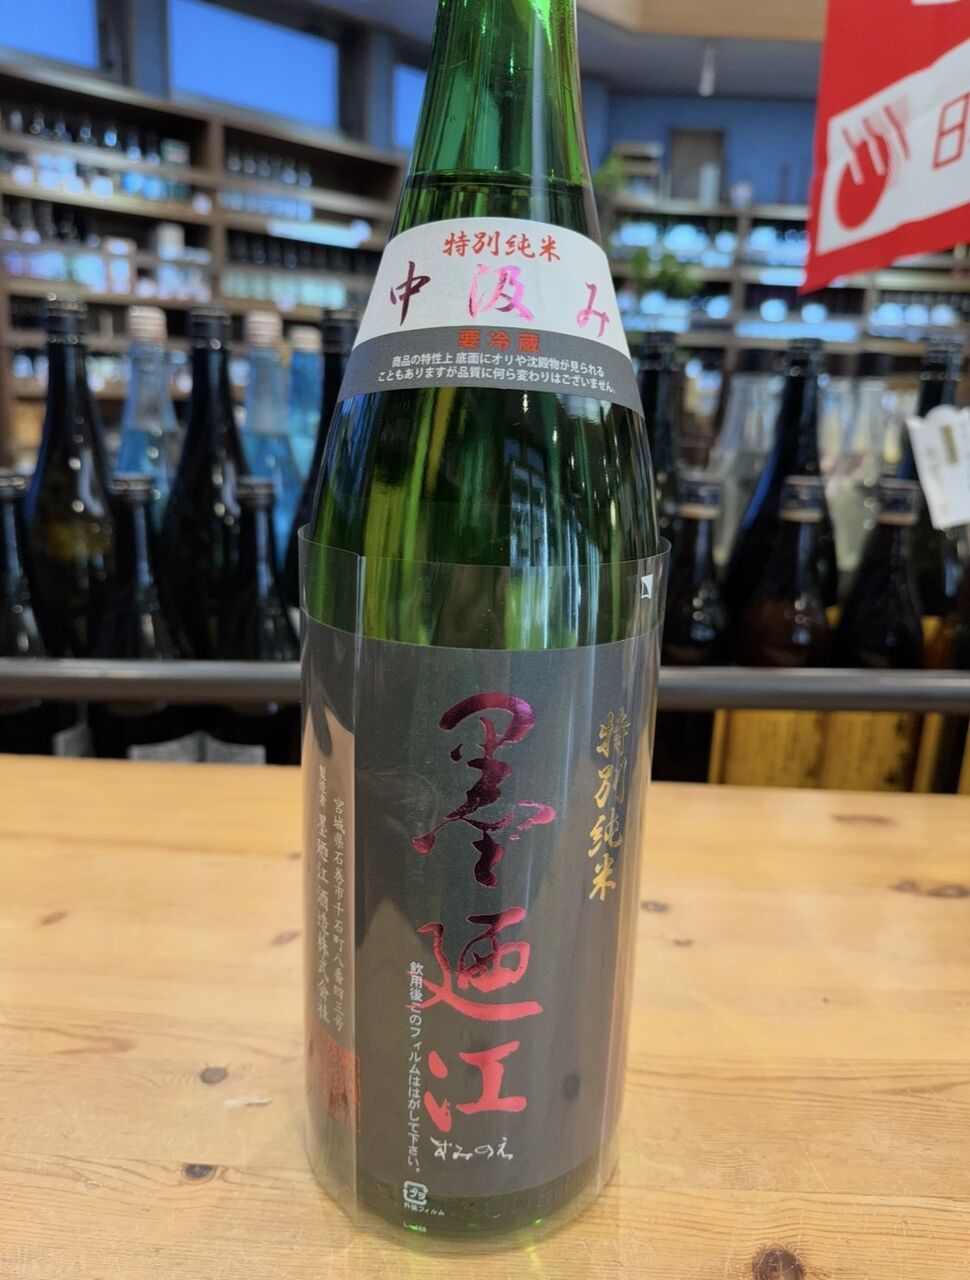 特別純米
中汲み
要冷蔵
商品の特性上 底面にオリや沈殿物が見られる
こともありますが品質に何ら変わりはございません。
特別純米
墨廼江
すみのえ
飲用後このフィルムははがして下さい。
宮城県石巻市千石町八番四三号
製造者 墨廼江酒造株式会社
プラ
外装フィルム
日